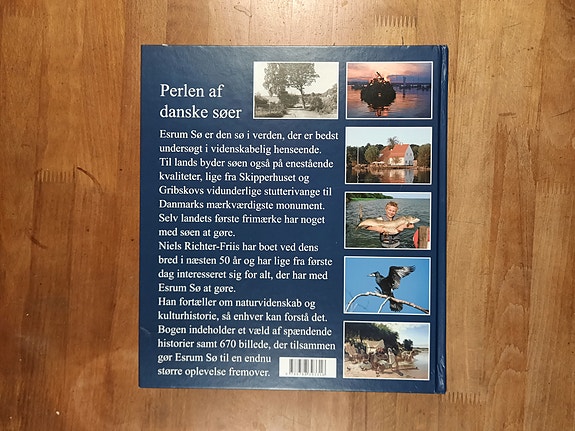 Perlen af
danske søer
Esrum Sø er den sø i verden, der er bedst
undersøgt i videnskabelig henseende.
Til lands byder søen også på enestående
kvaliteter, lige fra Skipperhuset og
Gribskovs vidunderlige stutterivange til
Danmarks mærkværdigste monument.
Selv landets første frimærke har noget
med søen at gøre.
Niels Richter-Friis har boet ved dens
bred i næsten 50 år og har lige fra første
dag interesseret sig for alt, der har med
Esrum Sø at gøre.
Han fortæller om naturvidenskab og
kulturhistorie, så enhver kan forstå det.
Bogen indeholder et væld af spændende
historier samt 670 billede, der tilsammen
gør Esrum Sø til en endnu
større oplevelse fremover.